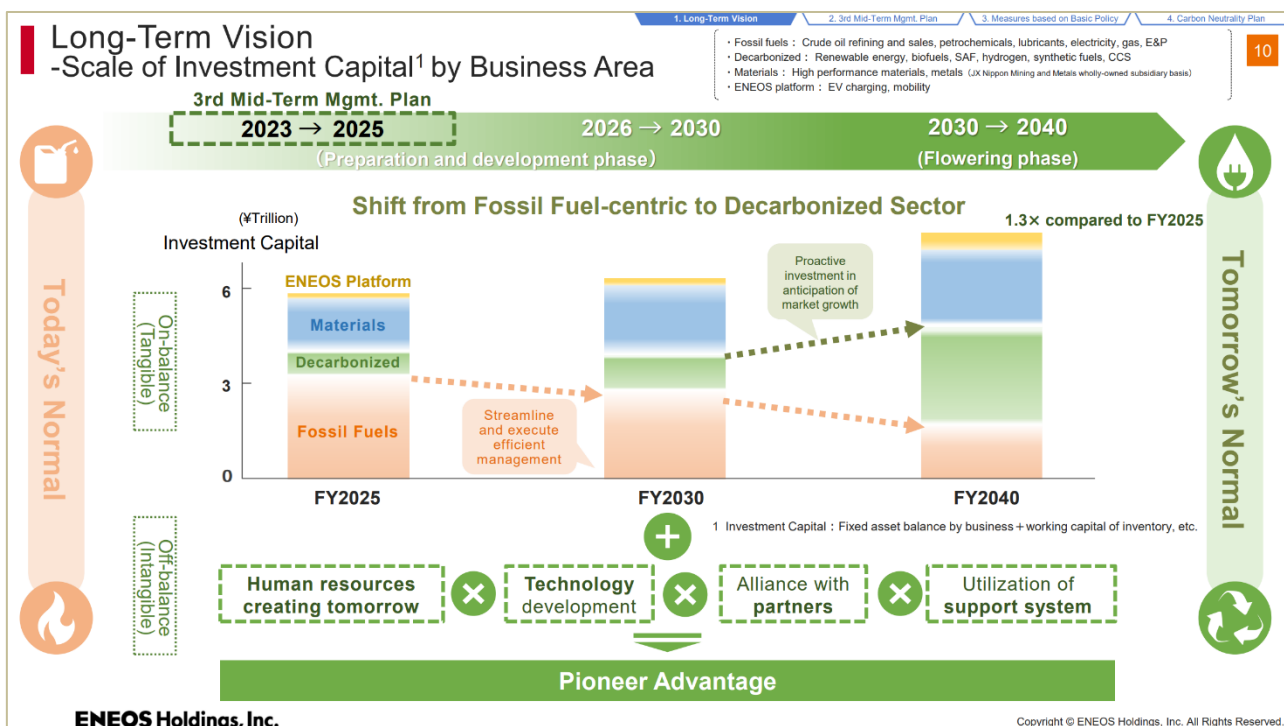 1. Long-Term Vision
2. 3rd Mid-Term Mgmt. Plan
3. Measures based on Basic Policy
4. Carbon Neutrality Plan
Long-Term Vision
-Scale of Investment Capital¹ by Business Area
・Fossil fuels： Crude oil refining and sales, petrochemicals, lubricants, electricity, gas, E&P
・Decarbonized： Renewable energy, biofuels, SAF, hydrogen, synthetic fuels, CCS
・Materials： High performance materials, metals（JX Nippon Mining and Metals wholly-owned subsidiary basis）
・ENEOS platform： EV charging, mobility
10
3rd Mid-Term Mgmt. Plan
2023 → 2025
2026 → 2030
2030 → 2040
（Preparation and development phase）
(Flowering phase)
Today's Normal
Tomorrow's Normal
Shift from Fossil Fuel-centric to Decarbonized Sector
(¥Trillion)
Investment Capital
1.3× compared to FY2025
On-balance
(Tangible)
6
3
0
ENEOS Platform
Materials
Decarbonized
Fossil Fuels
Streamline
and execute
efficient
management
Proactive
investment in
anticipation of
market growth
FY2025
FY2030
FY2040
1 Investment Capital：Fixed asset balance by business＋working capital of inventory, etc.
Off-balance
(Intangible)
Human resources
creating tomorrow
Technology
development
Alliance with
partners
Utilization of
support system
Pioneer Advantage
ENEOS Holdings, Inc.
Copyright © ENEOS Holdings, Inc. All Rights Reserved.